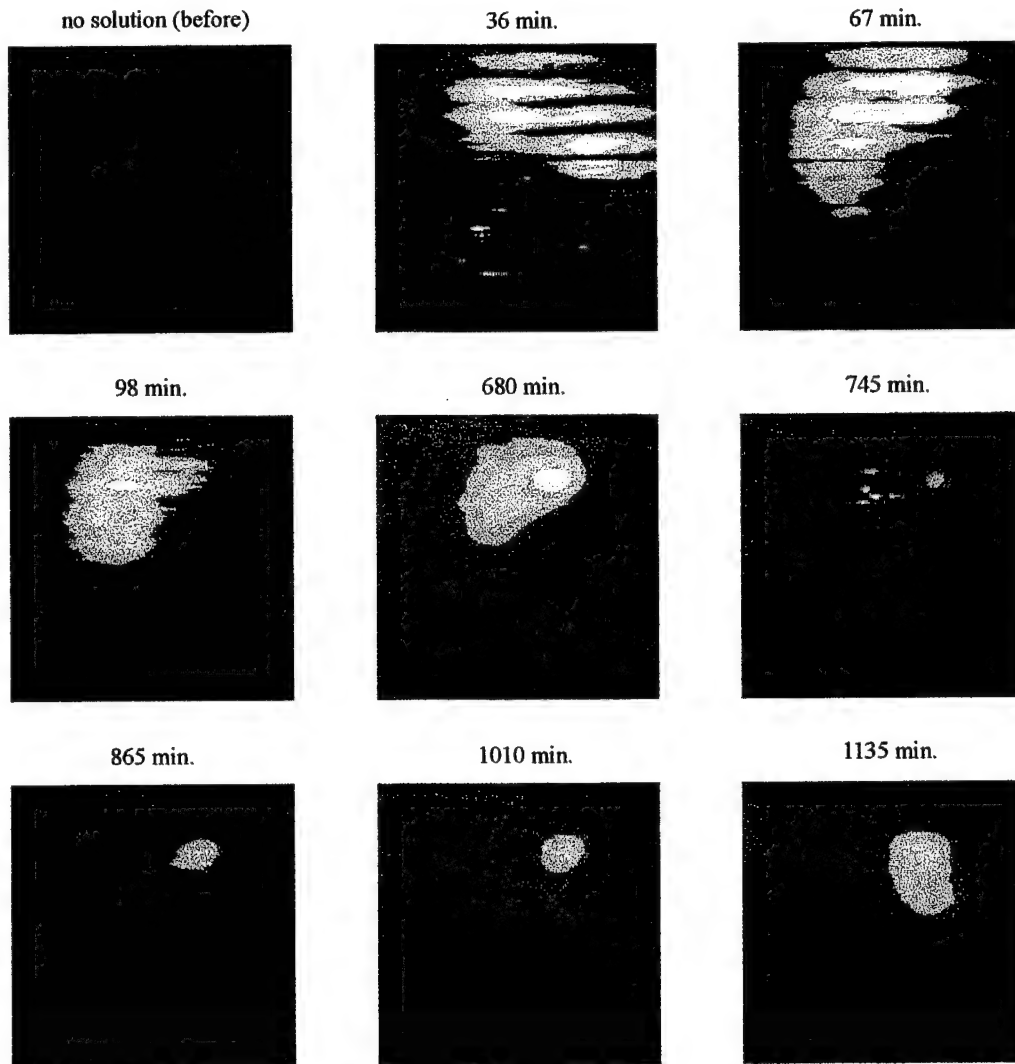 no solution (before)
36 min.
67 min.
98 min.
680 min.
745 min.
865 min.
1010 min.
1135 min.